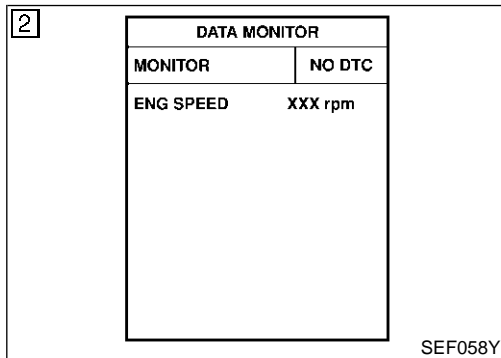 2
DATA MONITOR
MONITOR NO DTC
ENG SPEED XXX rpm
SEF058Y